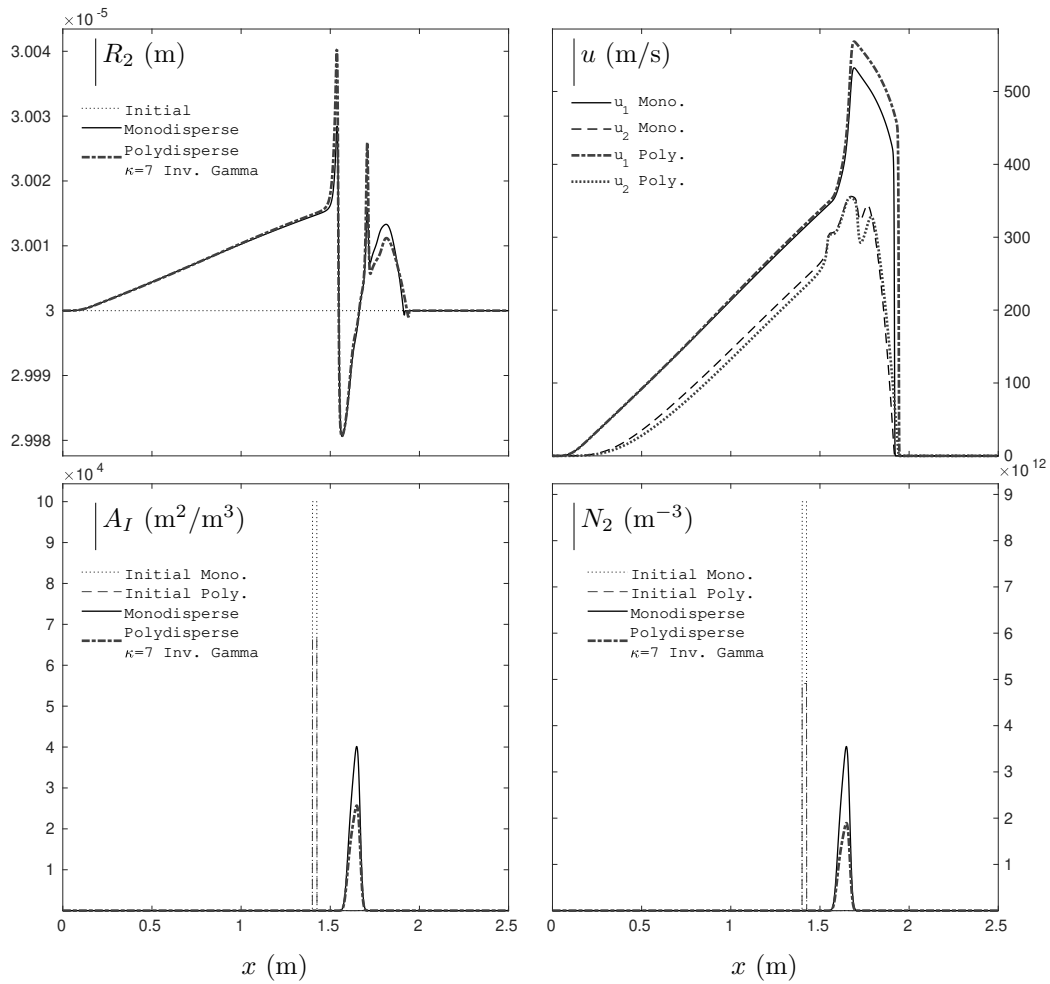 ×10⁻⁵
3.004
3.003
3.002
3.001
3
2.999
2.998
R₂ (m)
Initial
Monodisperse
Polydisperse
κ=7 Inv. Gamma
u (m/s)
u₁ Mono.
u₂ Mono.
u₁ Poly.
u₂ Poly.
500
400
300
200
100
0
×10⁴
10
9
8
7
6
5
4
3
2
1
A_I (m²/m³)
Initial Mono.
Initial Poly.
Monodisperse
Polydisperse
κ=7 Inv. Gamma
0 0.5 1 1.5 2 2.5
x (m)
×10¹²
N₂ (m⁻³)
Initial Mono.
Initial Poly.
Monodisperse
Polydisperse
κ=7 Inv. Gamma
9
8
7
6
5
4
3
2
1
0 0.5 1 1.5 2 2.5
x (m)